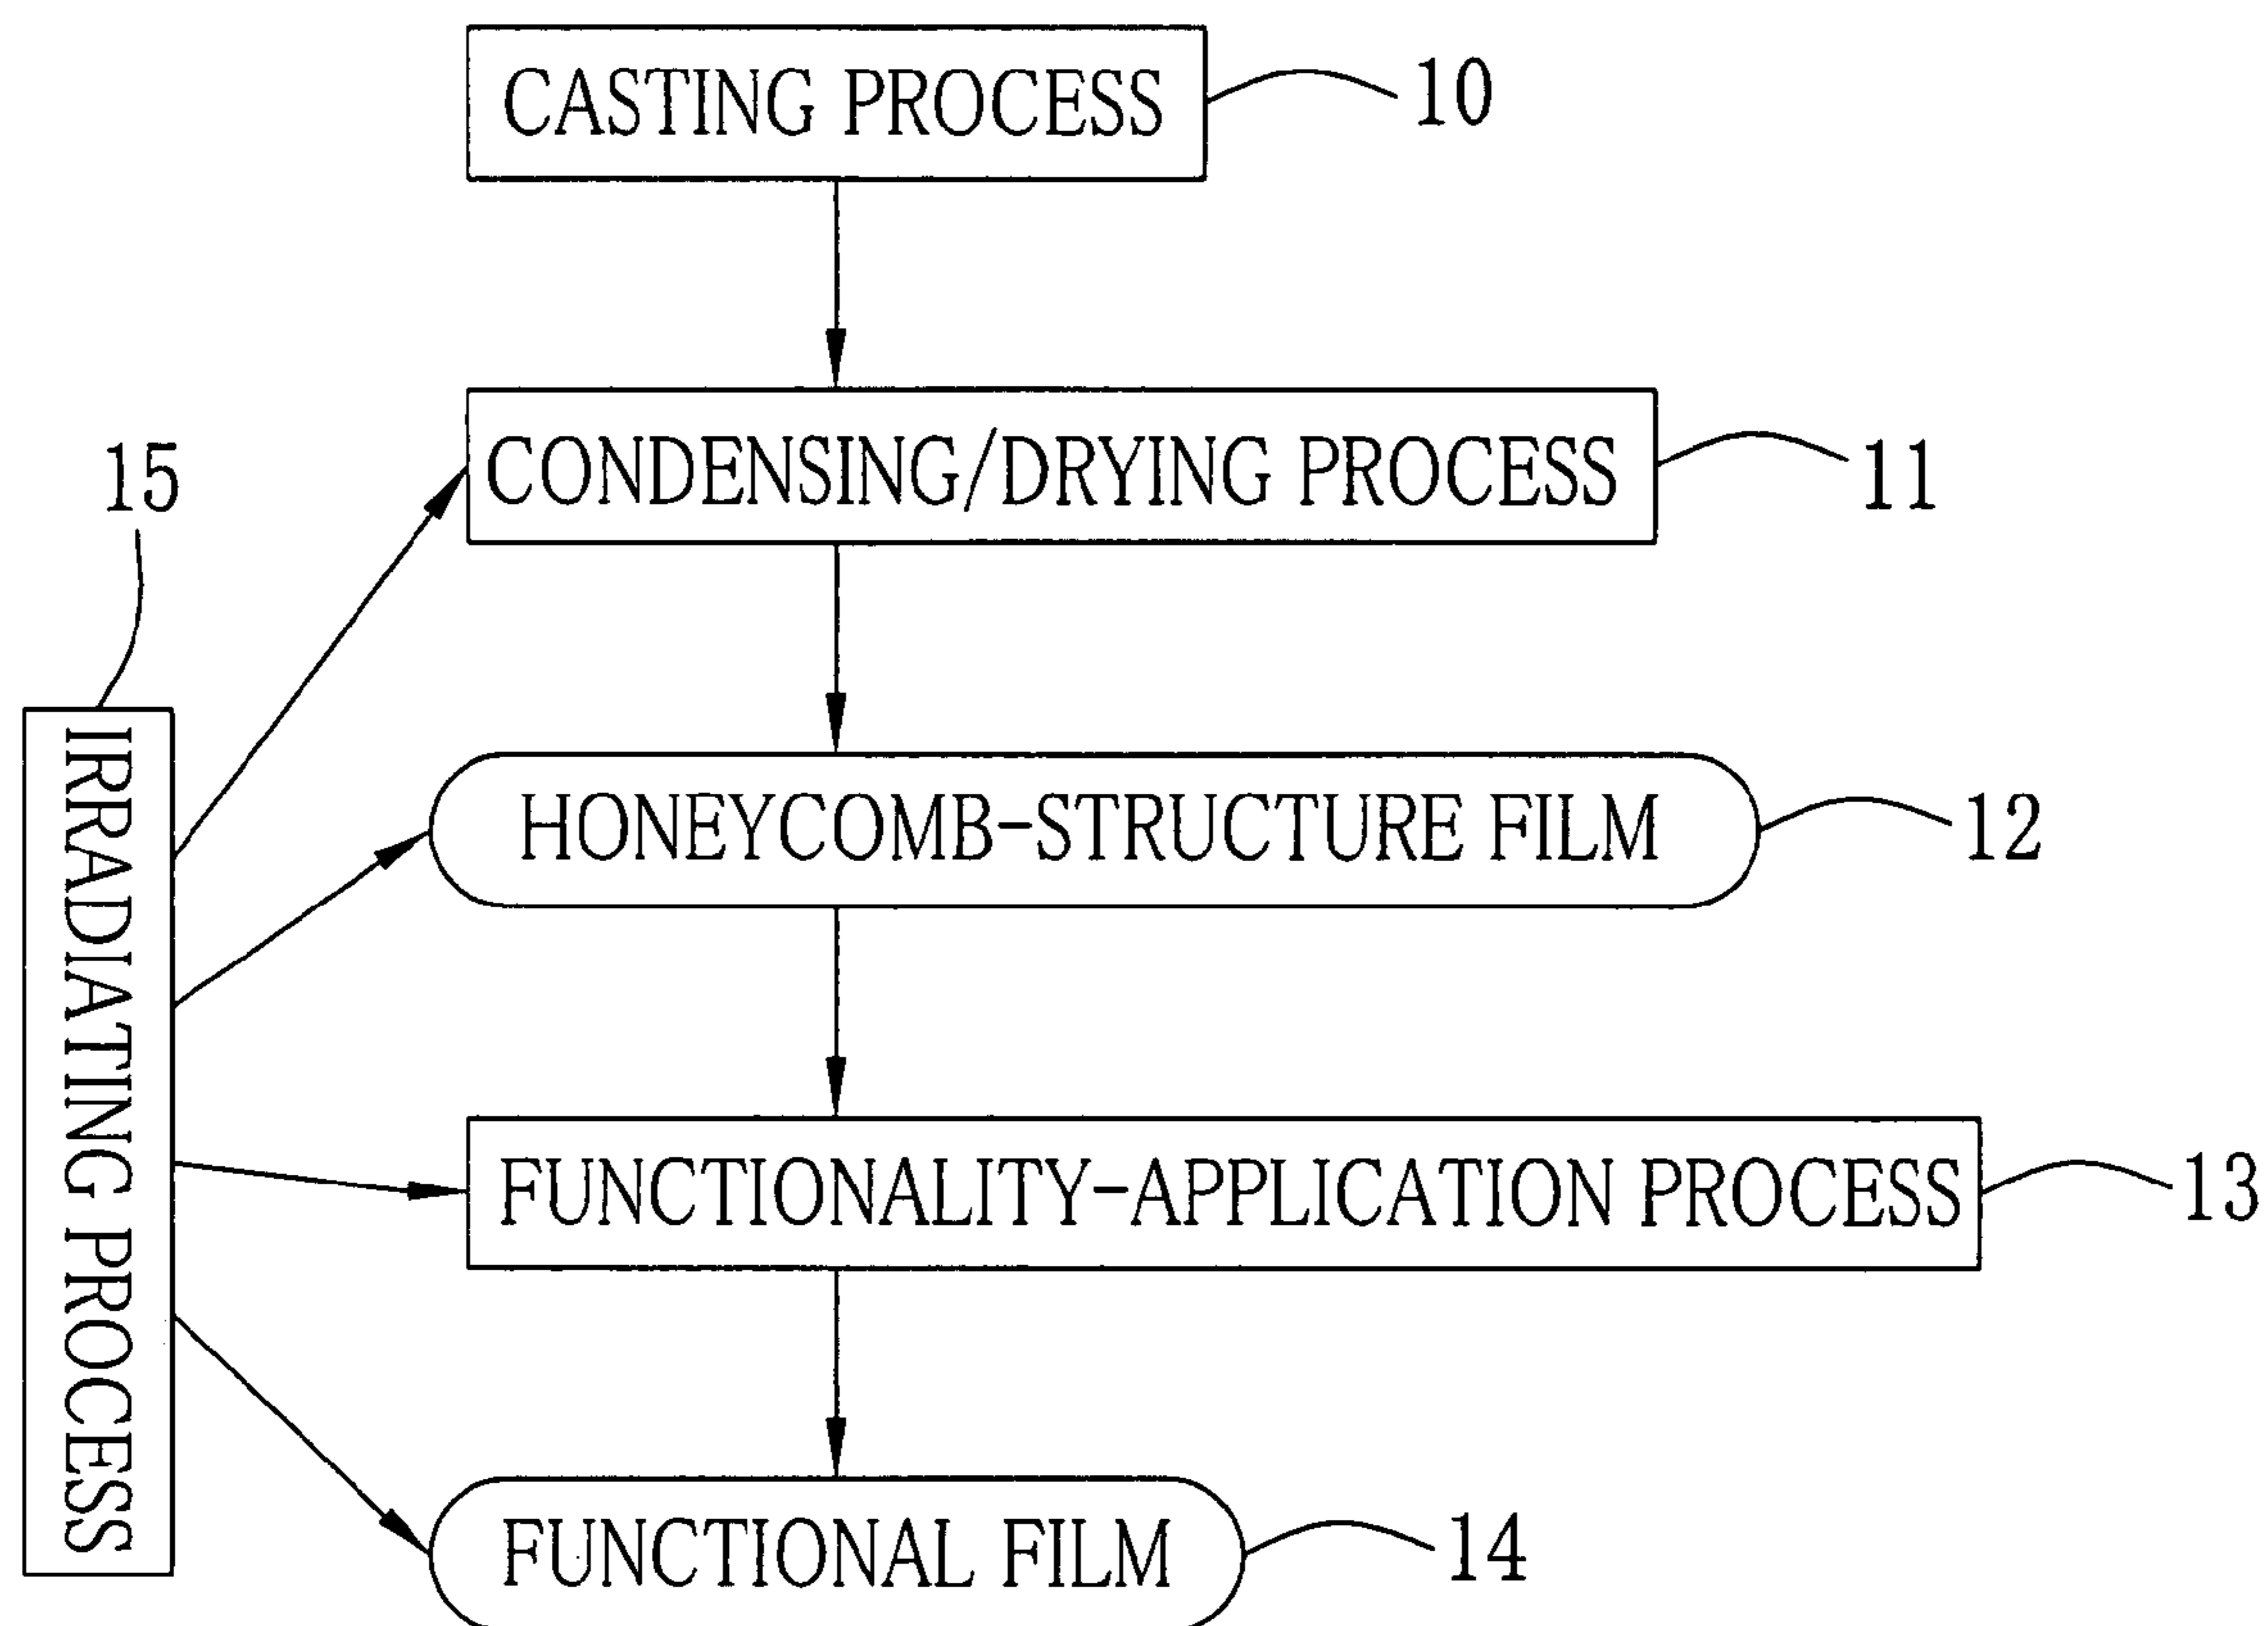 CASTING PROCESS
10
CONDENSING/DRYING PROCESS
11
15
IRRADIATING PROCESS
HONEYCOMB-STRUCTURE FILM
12
FUNCTIONALITY-APPLICATION PROCESS
13
FUNCTIONAL FILM
14